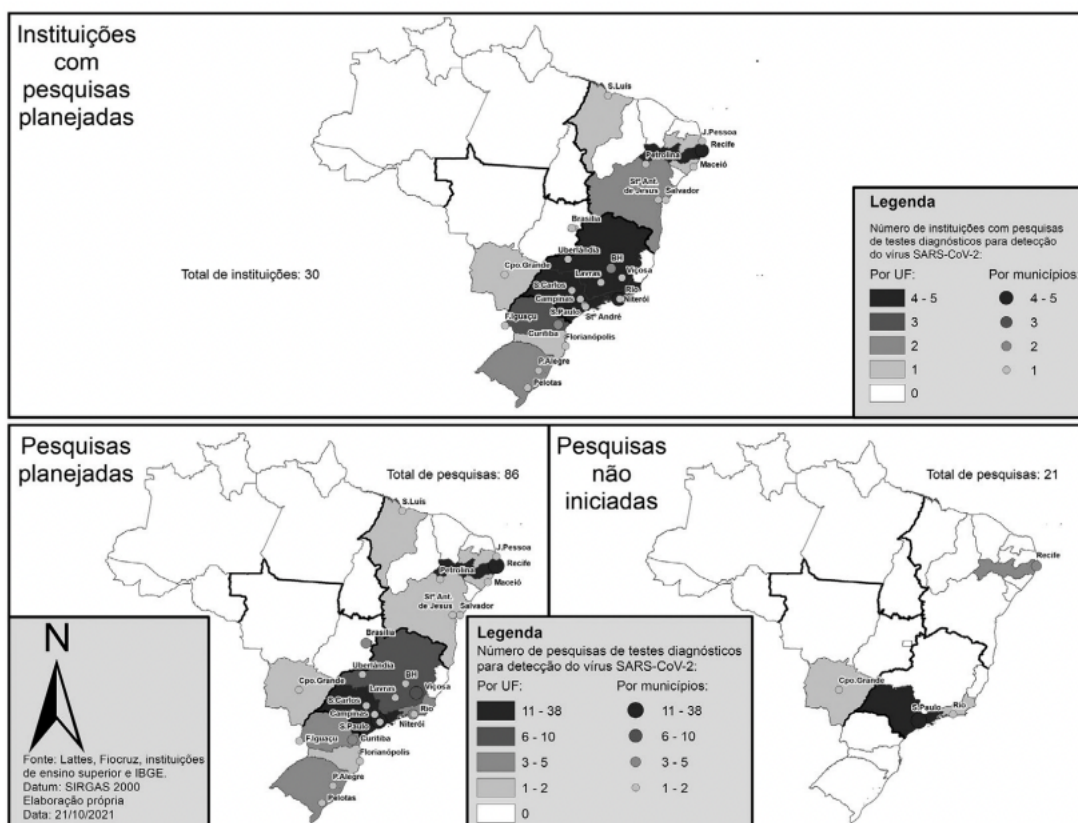 Instituições
com
pesquisas
planejadas
S.Luís
J.Pessoa
Recife
Petrolina
Maceió
Stº Ant.
de Jesus
Salvador
Brasília
Uberlândia
BH
Cpo.Grande
Lavras
Viçosa
S.Carlos
Rio
Campinas
Niterói
S.Paulo
Stº André
F.Iguaçu
Curitiba
Florianópolis
P.Alegre
Pelotas
Total de instituições: 30
Legenda
Número de instituições com pesquisas
de testes diagnósticos para detecção
do vírus SARS-CoV-2:
Por UF: Por municípios:
4 - 5 4 - 5
3 3
2 2
1 1
0
Pesquisas
planejadas
Total de pesquisas: 86
S.Luís
J.Pessoa
Recife
Petrolina
Maceió
Stº Ant.
de Jesus
Salvador
Brasília
Uberlândia
BH
Cpo.Grande
Lavras
Viçosa
S.Carlos
Rio
Campinas
Niterói
S.Paulo
F.Iguaçu
Curitiba
Florianópolis
P.Alegre
Pelotas
N
Fonte: Lattes, Fiocruz, instituições
de ensino superior e IBGE.
Datum: SIRGAS 2000
Elaboração própria
Data: 21/10/2021
Legenda
Número de pesquisas de testes diagnósticos
para detecção do vírus SARS-CoV-2:
Por UF: Por municípios:
11 - 38 11 - 38
6 - 10 6 - 10
3 - 5 3 - 5
1 - 2 1 - 2
0
Pesquisas
não
iniciadas
Total de pesquisas: 21
Recife
Cpo.Grande
S.Paulo
Rio